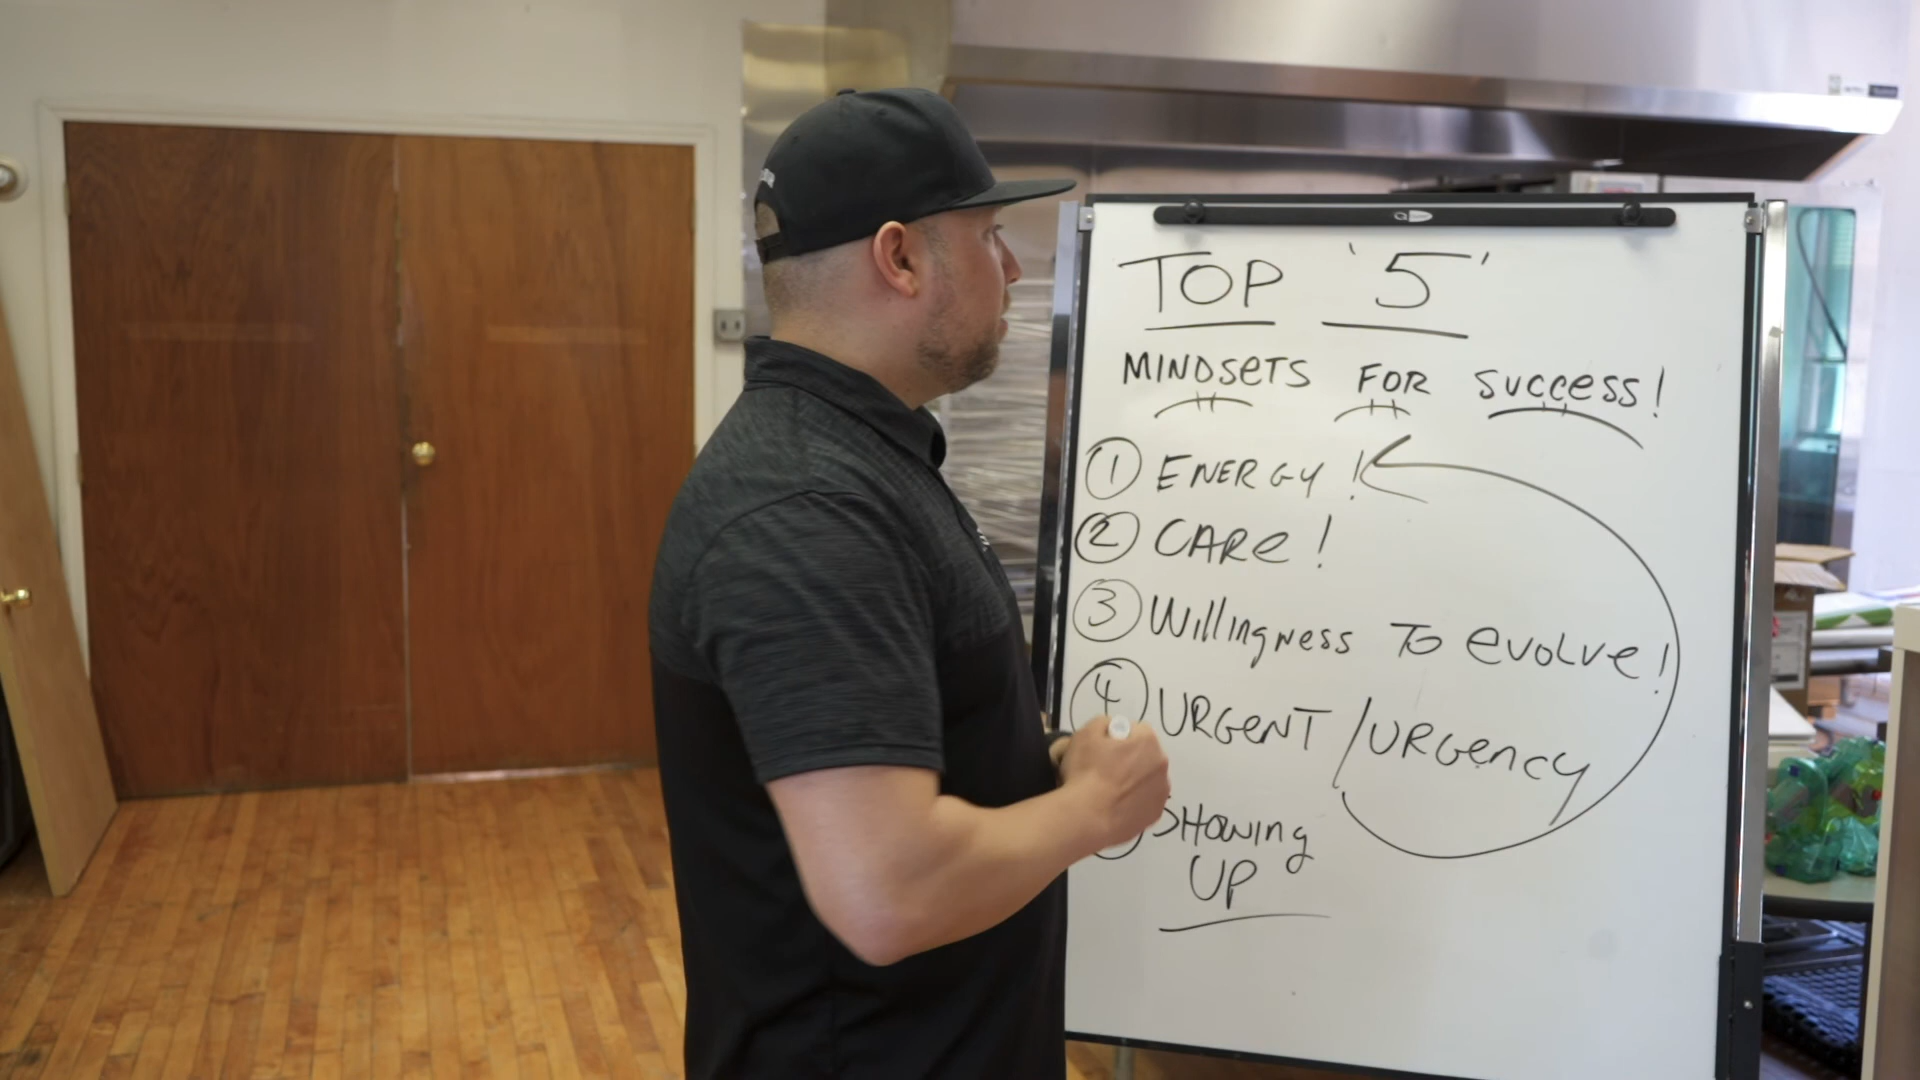 TOP '5'
MINDSETS FOR SUCCESS!
1 ENERGY!
2 CARE!
3 Willingness To evolve!
4 URGENT / URGENCY
SHOWING
UP